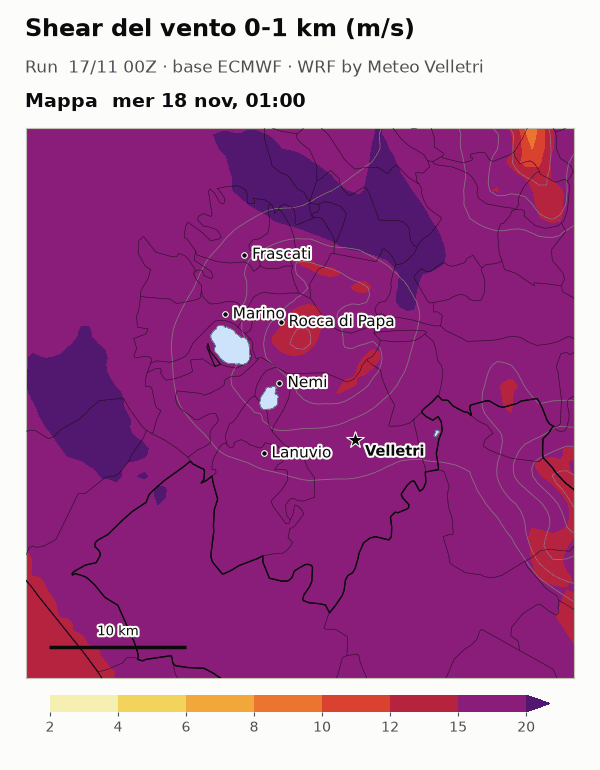 Shear del vento 0-1 km (m/s)
Run  17/11 00Z · base ECMWF · WRF by Meteo Velletri
Mappa  mer 18 nov, 01:00
Frascati
Marino
Rocca di Papa
Nemi
Velletri
Lanuvio
10 km
2 4 6 8 10 12 15 20